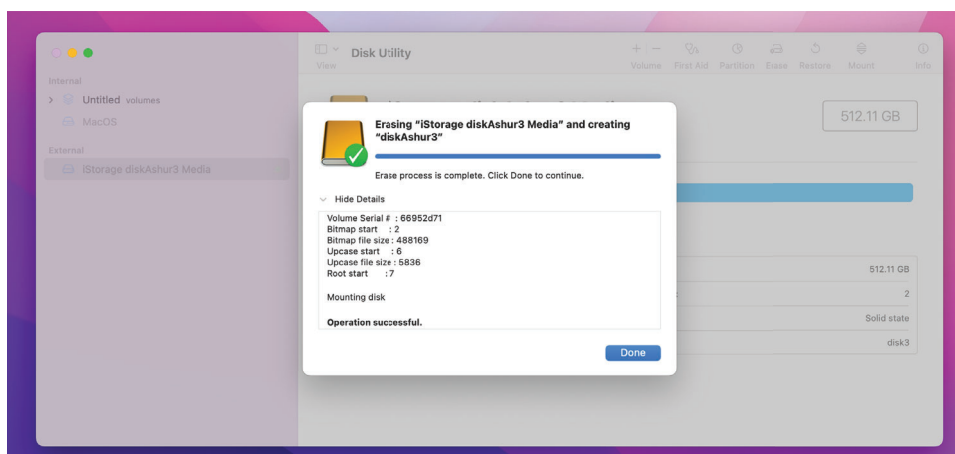 Disk Utility
View
Volume First Aid Partition Erase Restore Mount Info
Internal
Untitled volumes
MacOS
External
iStorage diskAshur3 Media
512.11 GB
Erasing “iStorage diskAshur3 Media” and creating
“diskAshur3”
Erase process is complete. Click Done to continue.
Hide Details
Volume Serial # : 66952d71
Bitmap start : 2
Bitmap file size : 488169
Upcase start : 6
Upcase file size : 5836
Root start :7
Mounting disk
Operation successful.
Done
512.11 GB
2
Solid state
disk3